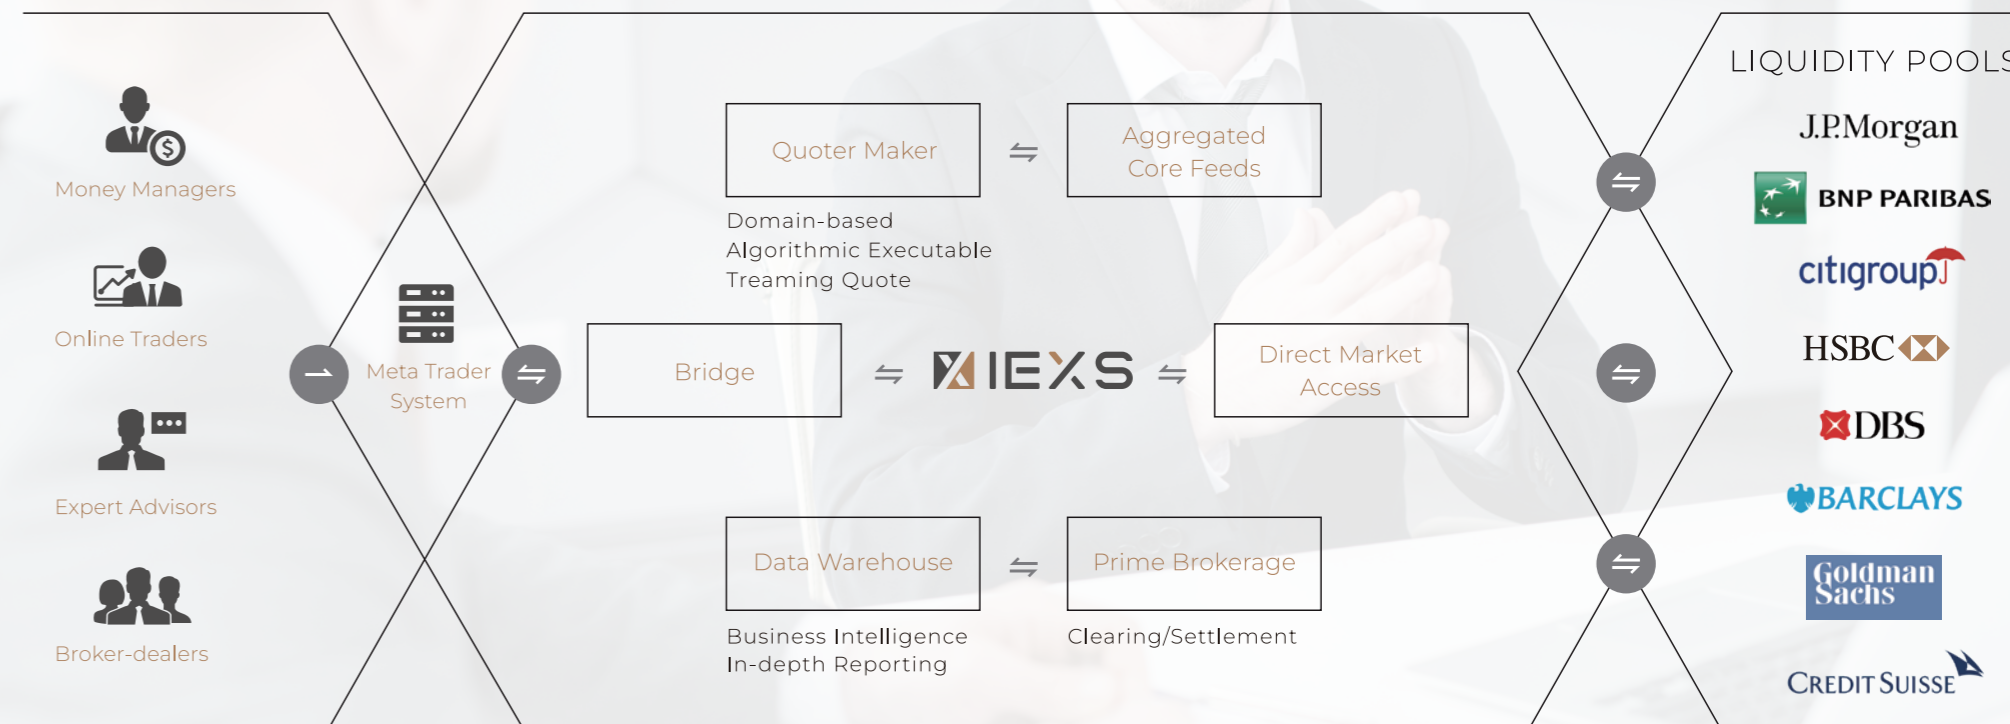 Money Managers
Online Traders
Expert Advisors
Broker-dealers
Meta Trader
System
Quoter Maker
Aggregated
Core Feeds
Domain-based
Algorithmic Executable
Treaming Quote
Bridge
IEXS
Direct Market
Access
Data Warehouse
Prime Brokerage
Business Intelligence
In-depth Reporting
Clearing/Settlement
LIQUIDITY POOLS
J.P.Morgan
BNP PARIBAS
citigroup
HSBC
DBS
BARCLAYS
Goldman
Sachs
CREDIT SUISSE